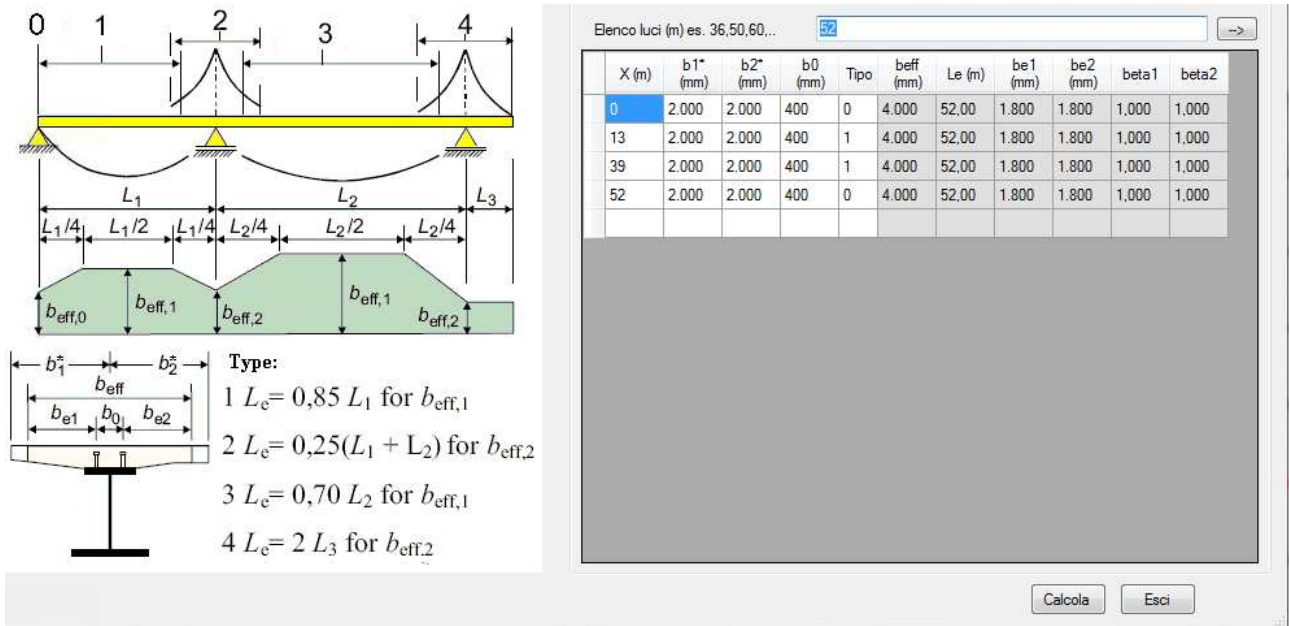 0 1 2 3 4
L1 L2 L3
L1/4 L1/2 L1/4 L2/4 L2/2 L2/4
beff,0 beff,1 beff,2 beff,1 beff,2
b1* b2*
beff
be1 b0 be2
Type:
1 Le= 0,85 L1 for beff,1
2 Le= 0,25(L1 + L2) for beff,2
3 Le= 0,70 L2 for beff,1
4 Le= 2 L3 for beff,2
Elenco luci (m) es. 36,50,60,... 52 -->
X (m) b1* (mm) b2* (mm) b0 (mm) Tipo beff (mm) Le (m) be1 (mm) be2 (mm) beta1 beta2
0 2.000 2.000 400 0 4.000 52,00 1.800 1.800 1,000 1,000
13 2.000 2.000 400 1 4.000 52,00 1.800 1.800 1,000 1,000
39 2.000 2.000 400 1 4.000 52,00 1.800 1.800 1,000 1,000
52 2.000 2.000 400 0 4.000 52,00 1.800 1.800 1,000 1,000
Calcola Esci